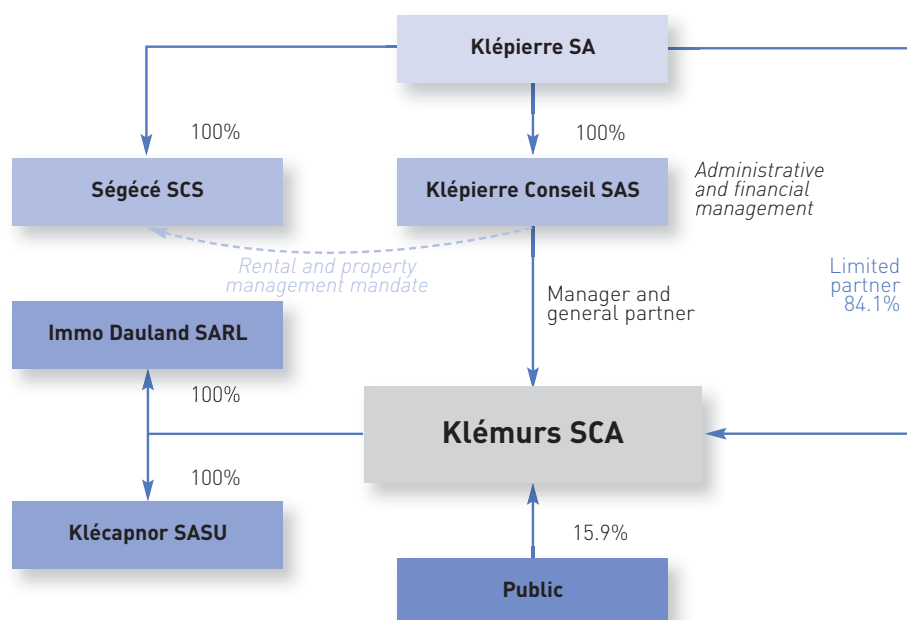 Klépierre SA
100%
100%
Ségécé SCS
Klépierre Conseil SAS
Administrative
and financial
management
Rental and property
management mandate
Manager and
general partner
Limited
partner
84.1%
Immo Dauland SARL
100%
Klémurs SCA
100%
Klécapnor SASU
15.9%
Public